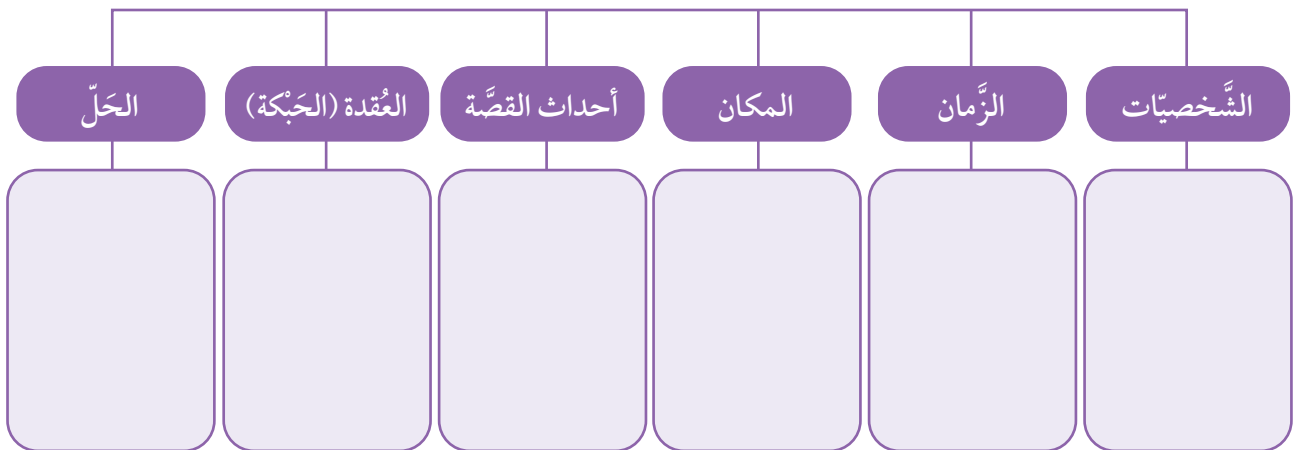 الشَّخصيّات
الزَّمان
المكان
أحداث القصَّة
العُقدة (الحَبْكة)
الحَلّ